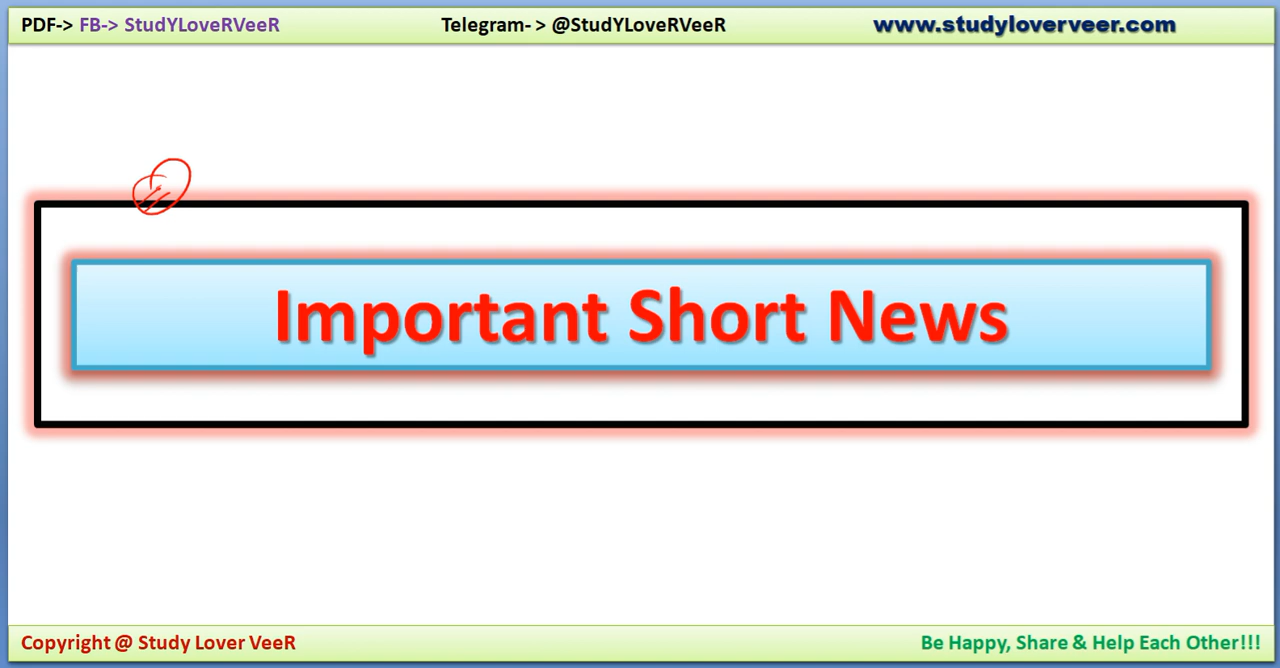 PDF-> FB-> StudYLoveRVeeR Telegram- > @StudYLoveRVeeR www.studyloverveer.com
Important Short News
Copyright @ Study Lover VeeR Be Happy, Share & Help Each Other!!!